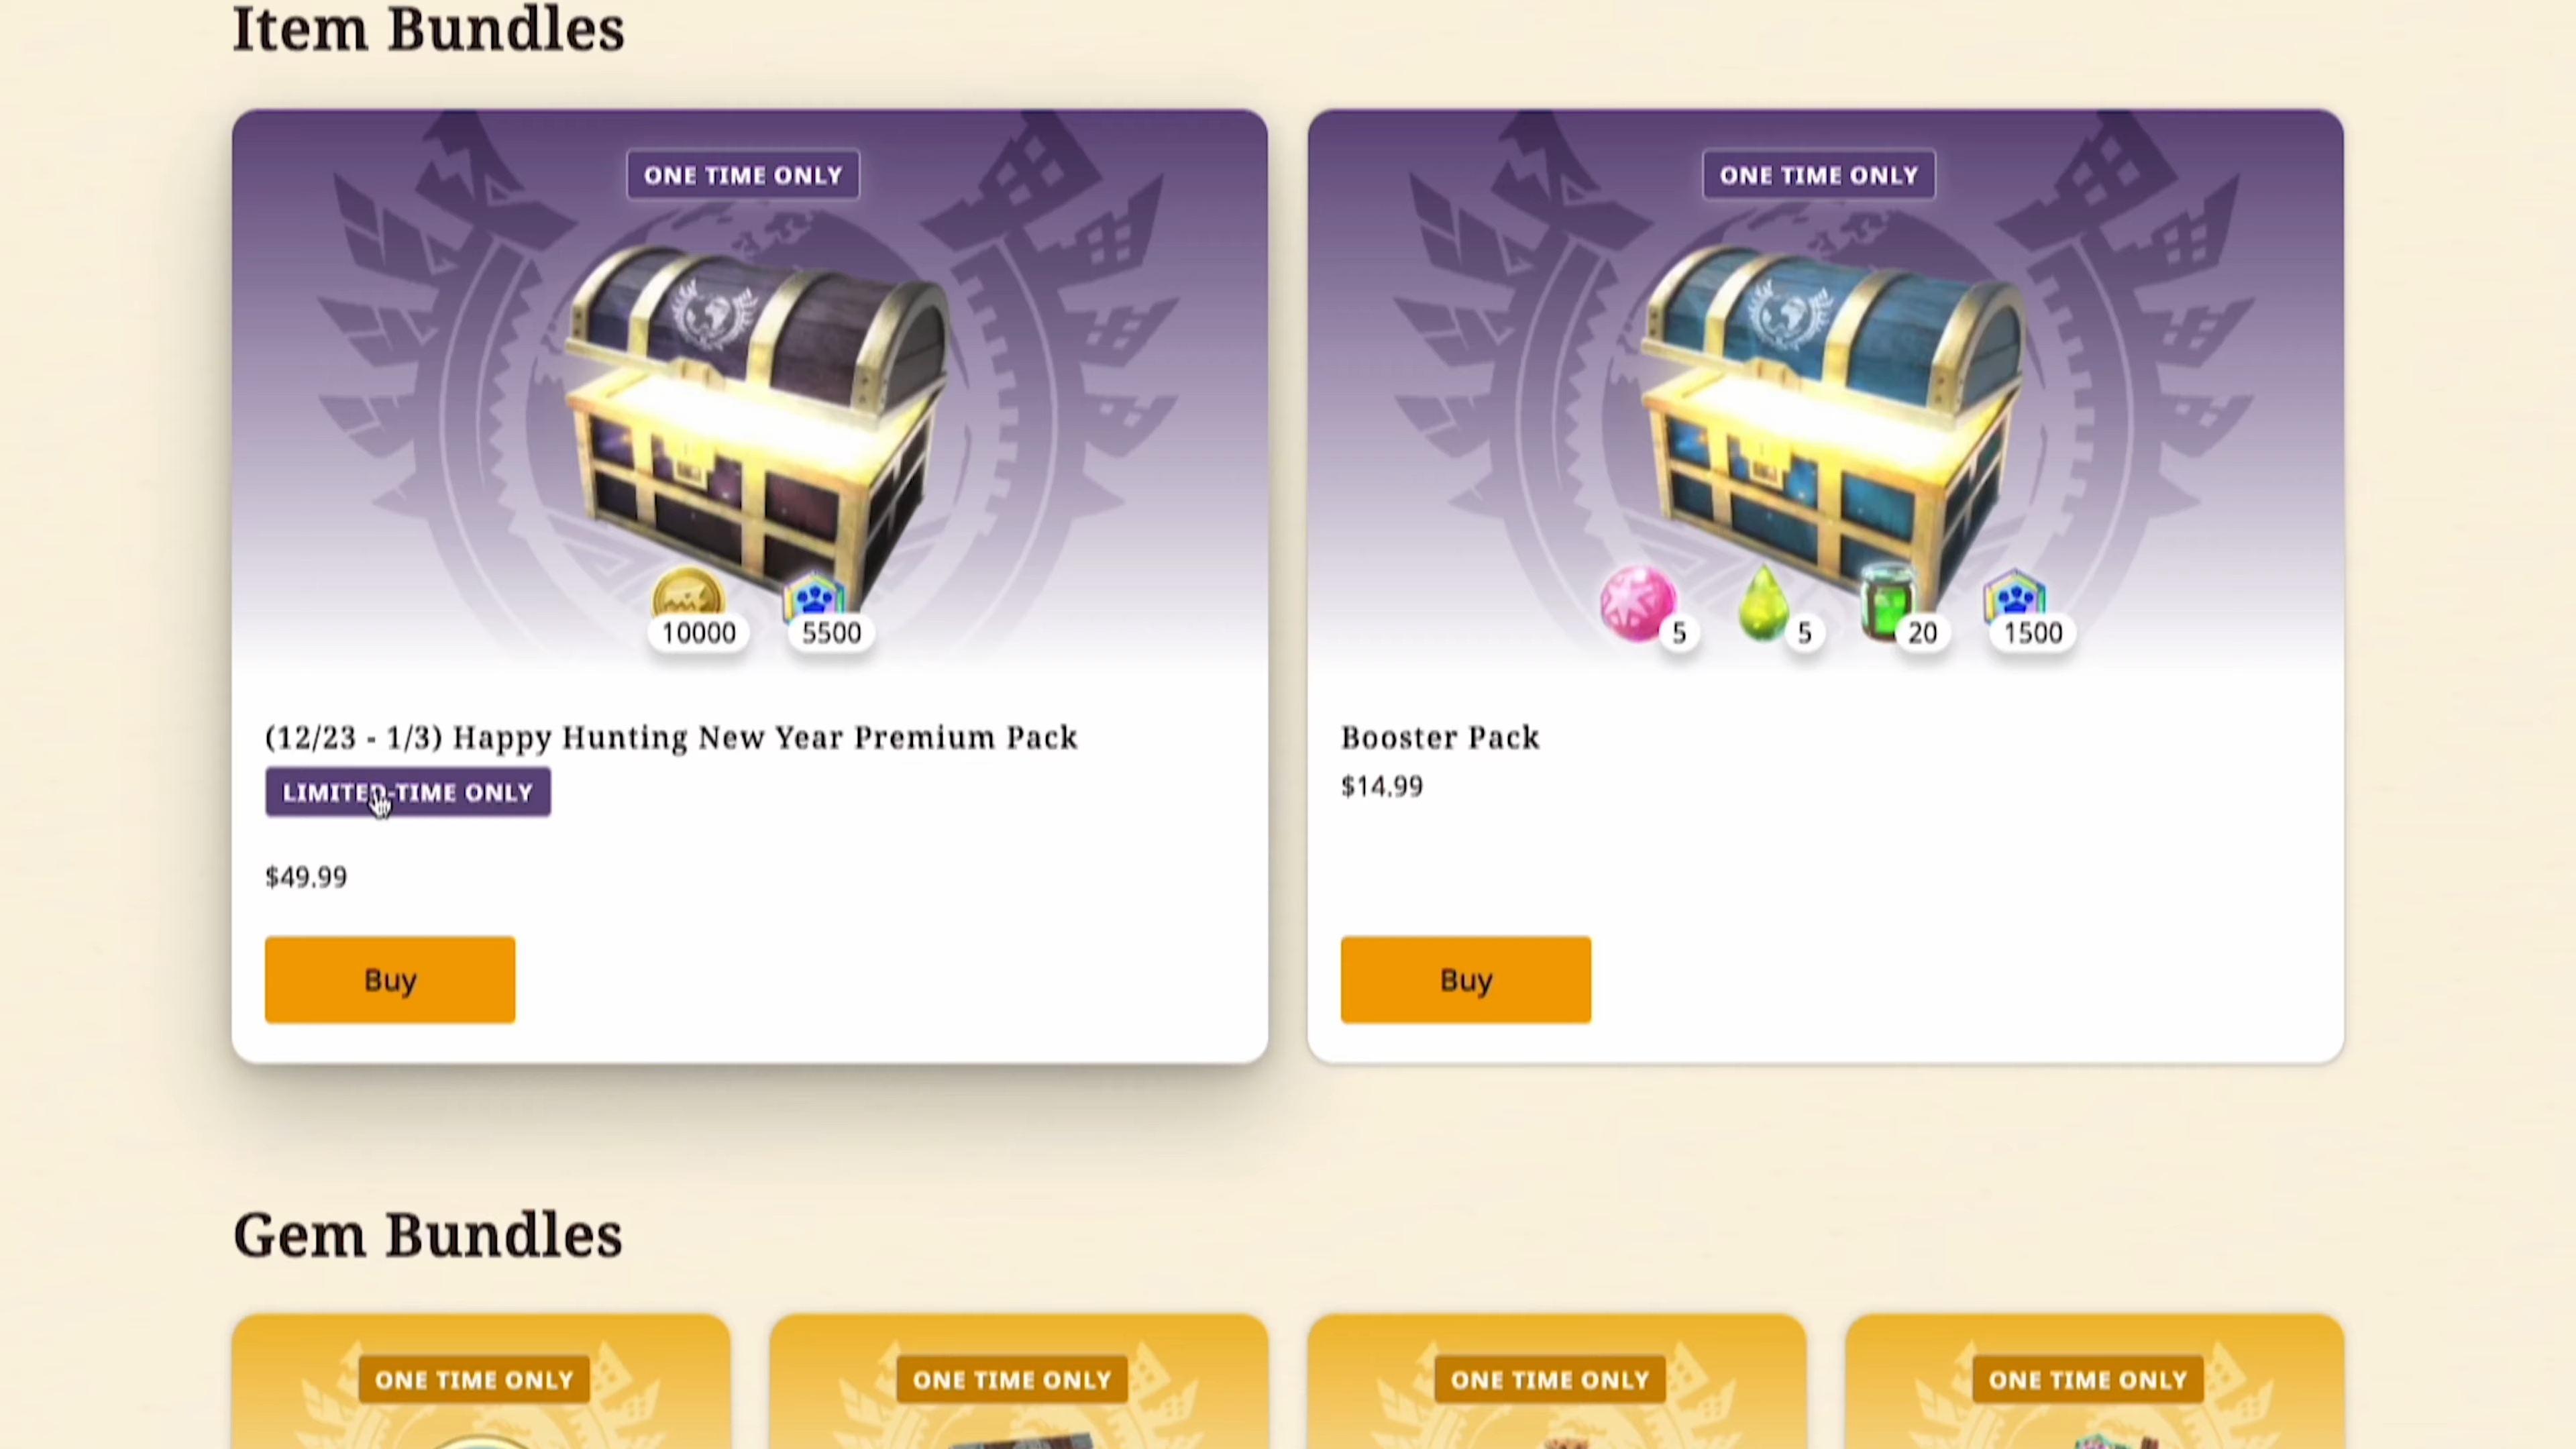 Item Bundles
ONE TIME ONLY
10000
5500
(12/23 - 1/3) Happy Hunting New Year Premium Pack
LIMITED-TIME ONLY
$49.99
Buy
ONE TIME ONLY
5
5
20
1500
Booster Pack
$14.99
Buy
Gem Bundles
ONE TIME ONLY
ONE TIME ONLY
ONE TIME ONLY
ONE TIME ONLY